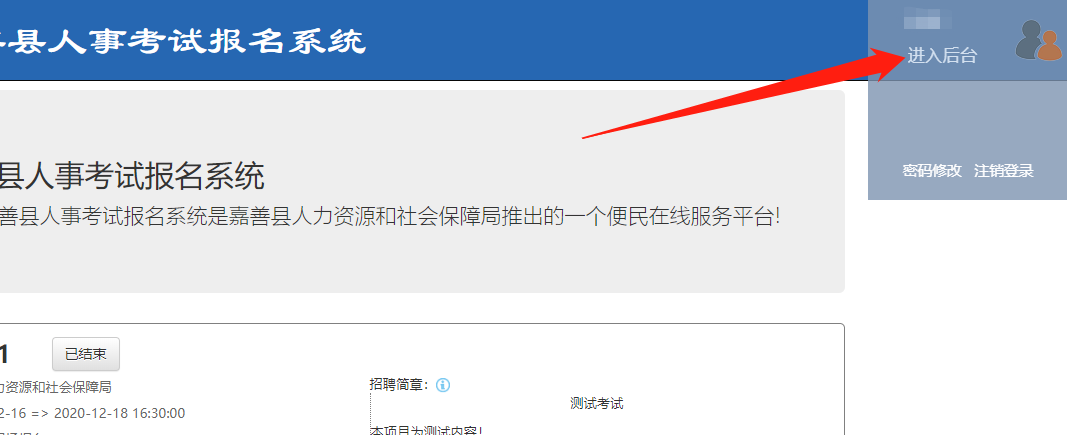 县人事考试报名系统
进入后台
密码修改 注销登录
县人事考试报名系统
善县人事考试报名系统是嘉善县人力资源和社会保障局推出的一个便民在线服务平台!
1 已结束
力资源和社会保障局
2-16 => 2020-12-18 16:30:00
招聘简章：
测试考试
本项目为测试内容!